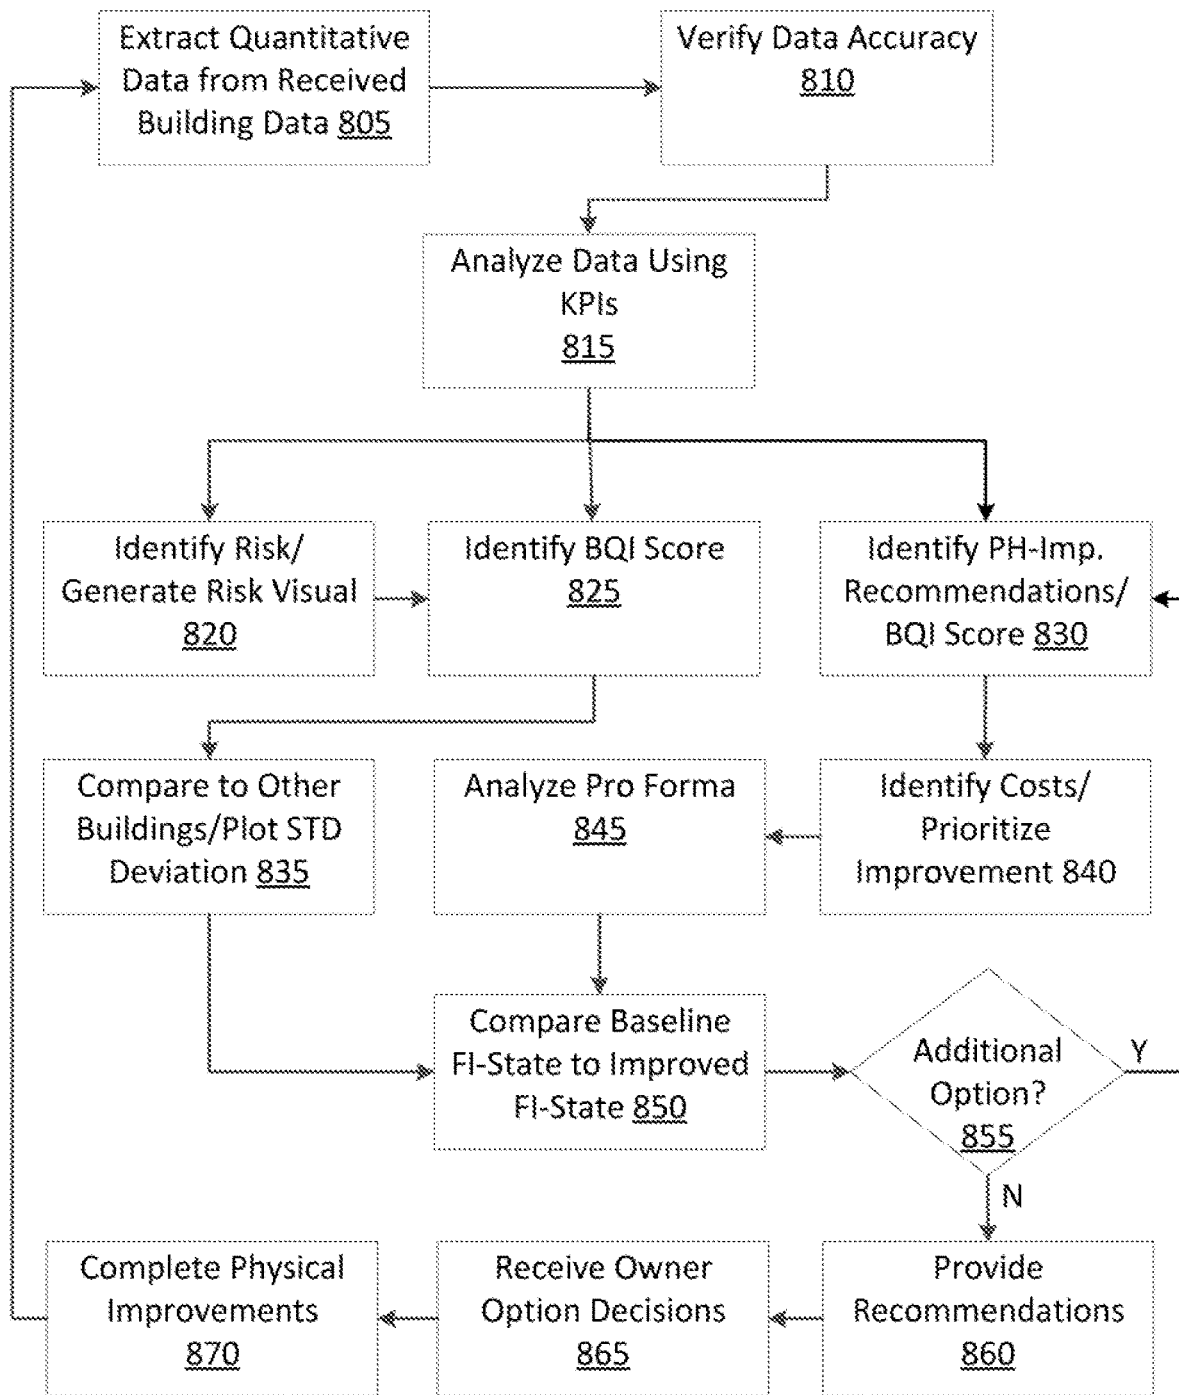 Extract Quantitative
Data from Received
Building Data 805
Verify Data Accuracy
810
Analyze Data Using
KPIs
815
Identify Risk/
Generate Risk Visual
820
Identify BQI Score
825
Identify PH-Imp.
Recommendations/
BQI Score 830
Compare to Other
Buildings/Plot STD
Deviation 835
Analyze Pro Forma
845
Identify Costs/
Prioritize
Improvement 840
Compare Baseline
FI-State to Improved
FI-State 850
Additional
Option?
855
Y
N
Complete Physical
Improvements
870
Receive Owner
Option Decisions
865
Provide
Recommendations
860